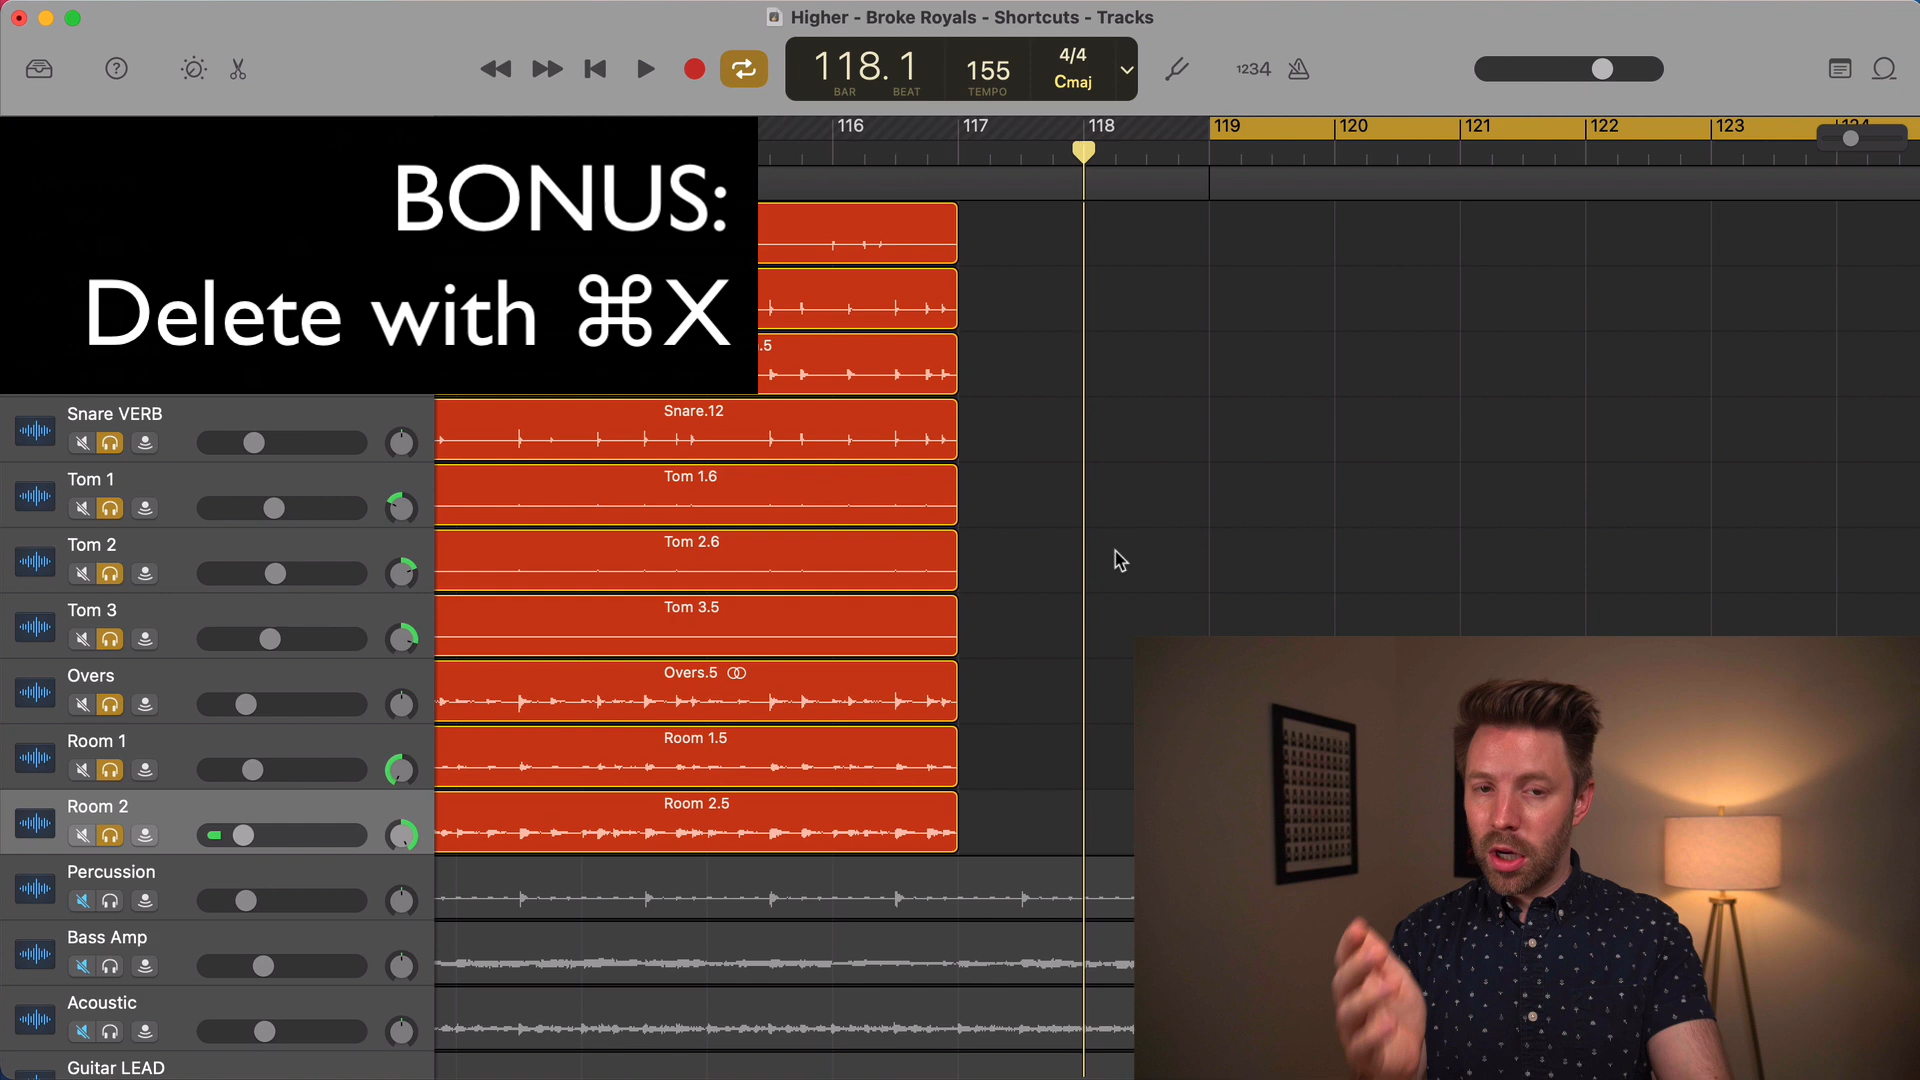 Higher - Broke Royals - Shortcuts - Tracks
118.1
BAR
BEAT
155
TEMPO
4/4
Cmaj
1234
116
117
118
119
120
121
122
123
BONUS:
Delete with ⌘X
.5
Snare VERB
Snare.12
Tom 1
Tom 1.6
Tom 2
Tom 2.6
Tom 3
Tom 3.5
Overs
Overs.5
Room 1
Room 1.5
Room 2
Room 2.5
Percussion
Bass Amp
Acoustic
Guitar LEAD